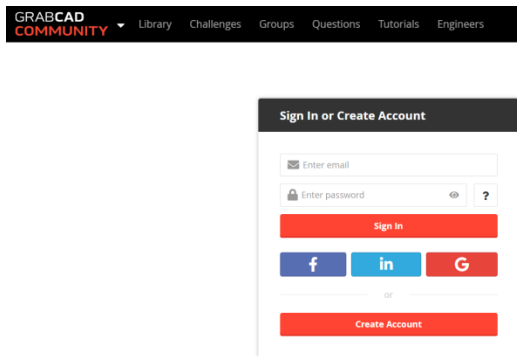 GRABCAD
COMMUNITY
Library Challenges Groups Questions Tutorials Engineers
Sign In or Create Account
Enter email
Enter password ?
Sign In
f in G
or
Create Account